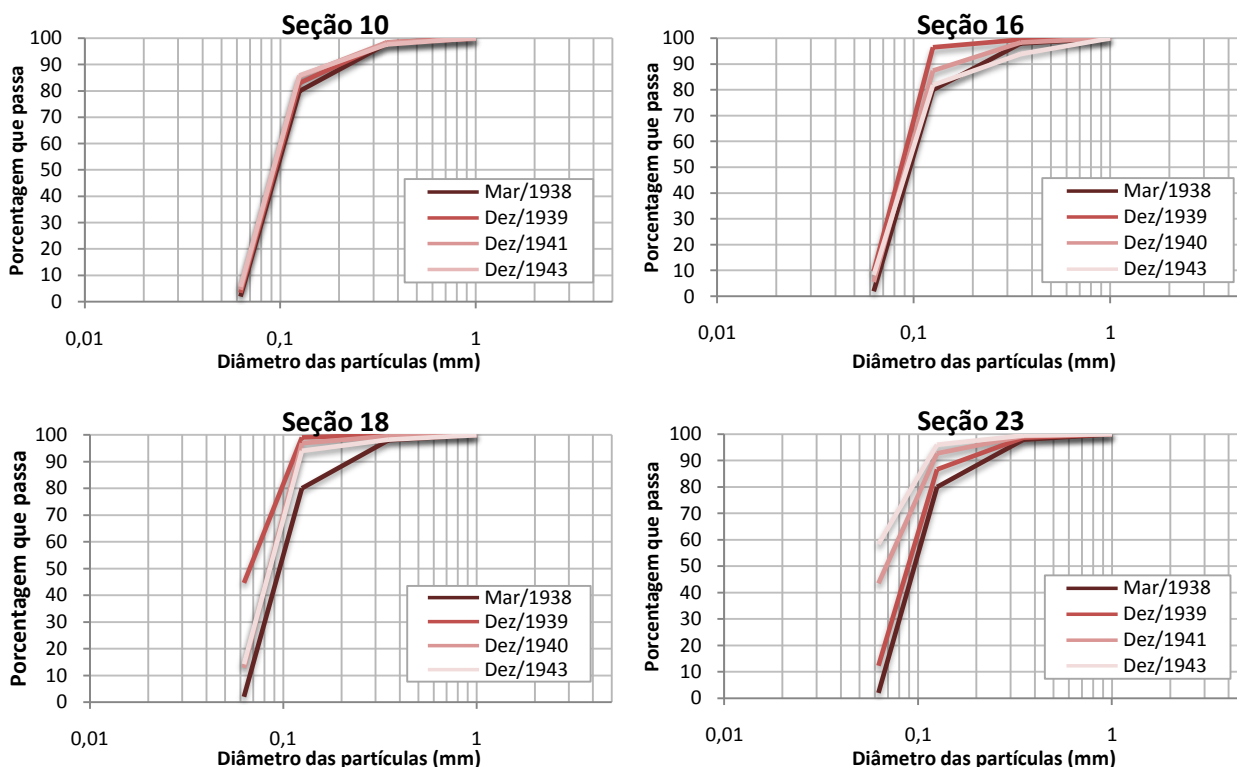 Seção 10
Porcentagem que passa
100
90
80
70
60
50
40
30
20
10
0
Mar/1938
Dez/1939
Dez/1941
Dez/1943
0,01 0,1 1
Diâmetro das partículas (mm)
Seção 16
Porcentagem que passa
100
90
80
70
60
50
40
30
20
10
0
Mar/1938
Dez/1939
Dez/1940
Dez/1943
0,01 0,1 1
Diâmetro das partículas (mm)
Seção 18
Porcentagem que passa
100
90
80
70
60
50
40
30
20
10
0
Mar/1938
Dez/1939
Dez/1940
Dez/1943
0,01 0,1 1
Diâmetro das partículas (mm)
Seção 23
Porcentagem que passa
100
90
80
70
60
50
40
30
20
10
0
Mar/1938
Dez/1939
Dez/1941
Dez/1943
0,01 0,1 1
Diâmetro das partículas (mm)